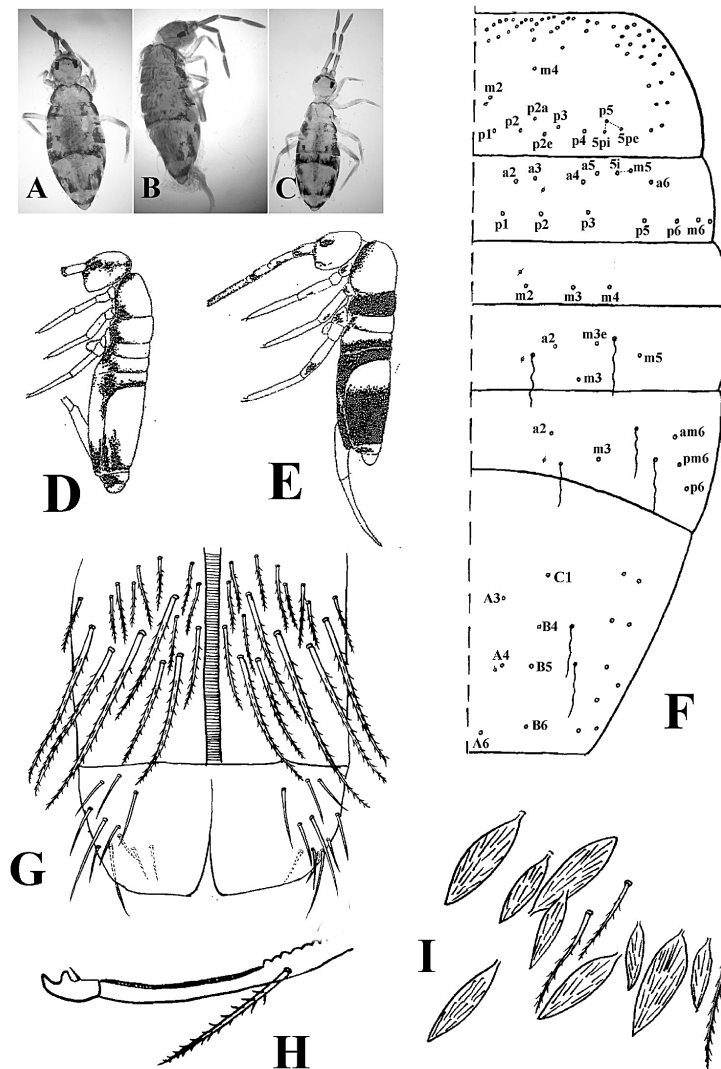 A B C
D E
m4
m2
p2a p3 p5
p1 p2 p2e p4 5pi 5pe
a2 a3 a4 a5 5i m5 a6
p1 p2 p3 p5 p6 m6
m2 m3 m4
a2 m3e m5
m3
a2 m3 am6
pm6
p6
C1
A3
B4
A4 B5
A6 B6
F
G
H
I